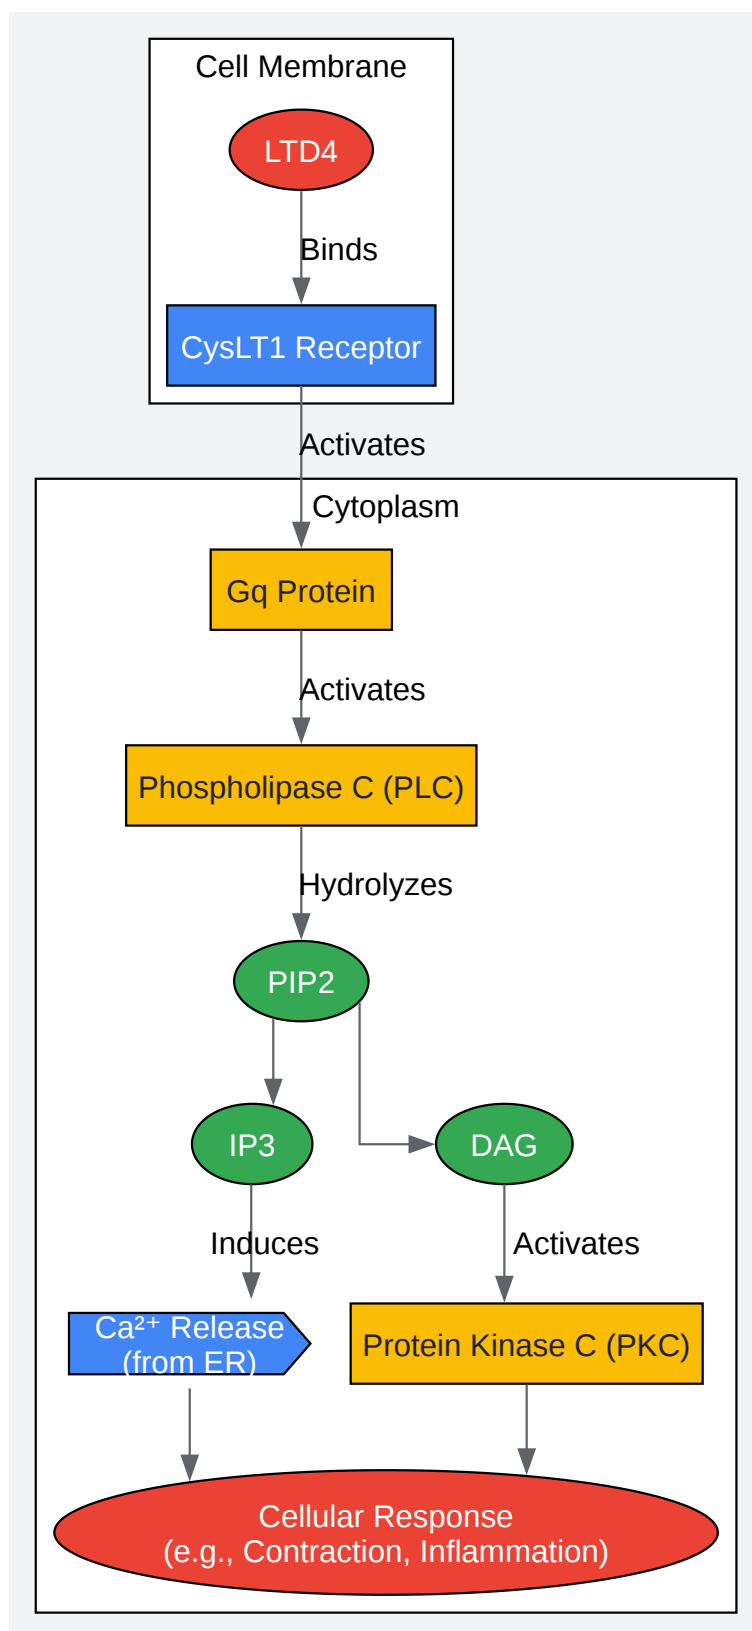 Cell Membrane
LTD4
Binds
CysLT1 Receptor
Activates
Cytoplasm
Gq Protein
Activates
Phospholipase C (PLC)
Hydrolyzes
PIP2
IP3
DAG
Induces
Activates
Ca²⁺ Release
(from ER)
Protein Kinase C (PKC)
Cellular Response
(e.g., Contraction, Inflammation)